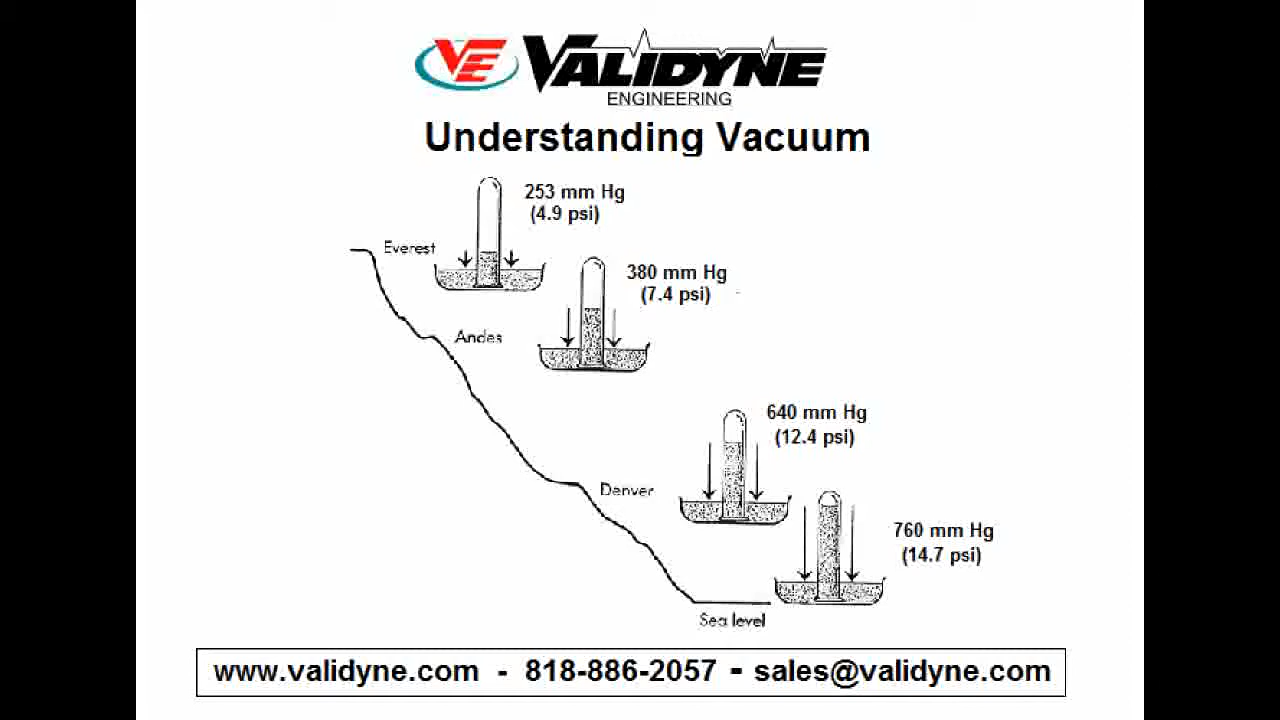 VE VALIDYNE
ENGINEERING
Understanding Vacuum
253 mm Hg
(4.9 psi)
Everest
380 mm Hg
(7.4 psi)
Andes
640 mm Hg
(12.4 psi)
Denver
760 mm Hg
(14.7 psi)
Sea level
www.validyne.com - 818-886-2057 - sales@validyne.com